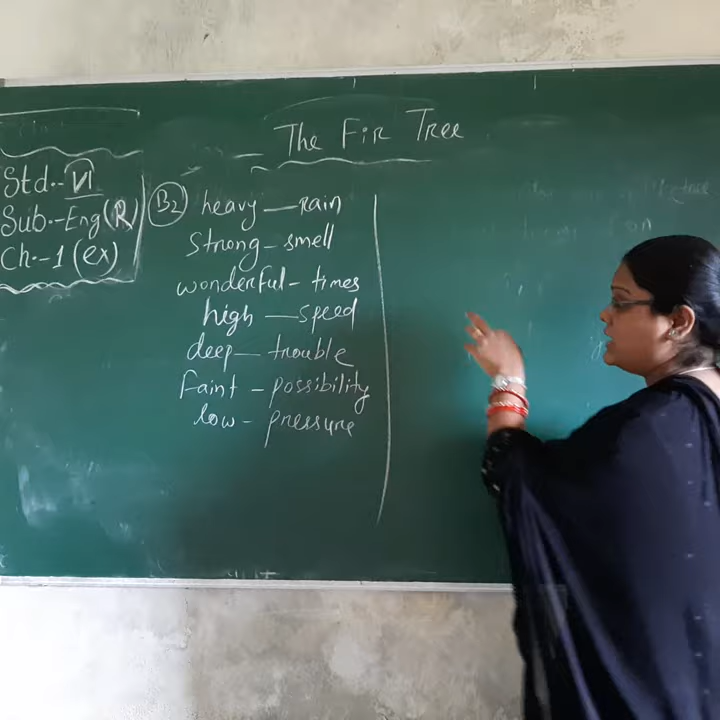 The Fir Tree
Std.- VI
Sub.- Eng (R)
Ch.- 1 (ex)
B2 heavy — rain
Strong - smell
wonderful - times
high — speed
deep — trouble
faint - possibility
low - pressure